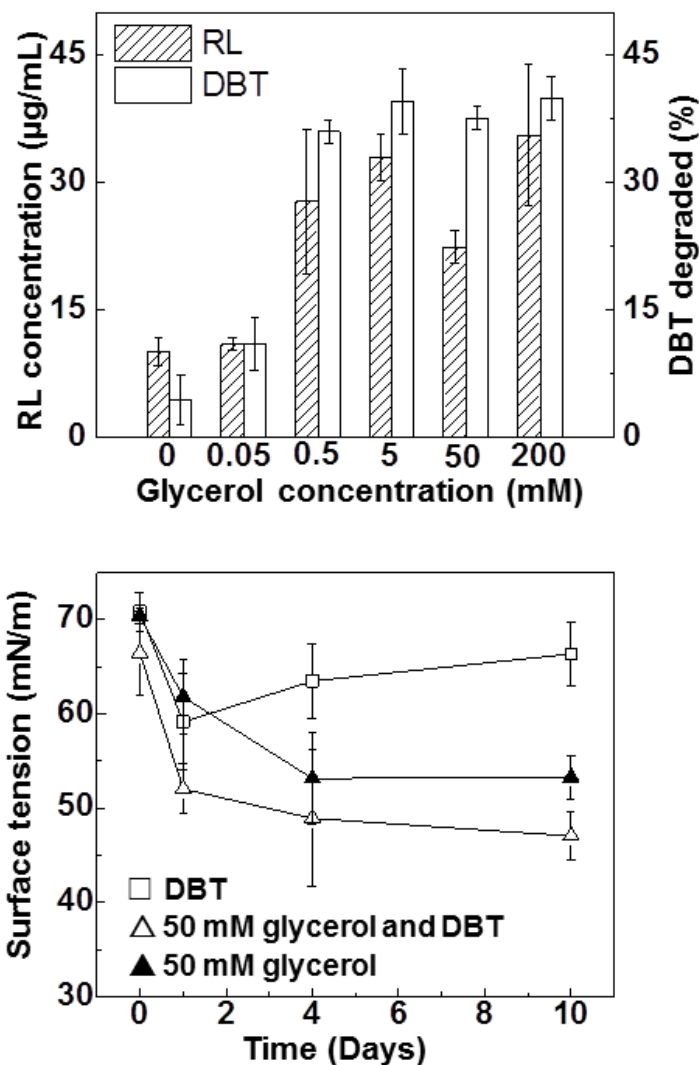 45
30
15
0
RL concentration (µg/mL)
RL
DBT
45
30
15
0
DBT degraded (%)
0 0.05 0.5 5 50 200
Glycerol concentration (mM)
70
60
50
40
30
Surface tension (mN/m)
DBT
50 mM glycerol and DBT
50 mM glycerol
0 2 4 6 8 10
Time (Days)